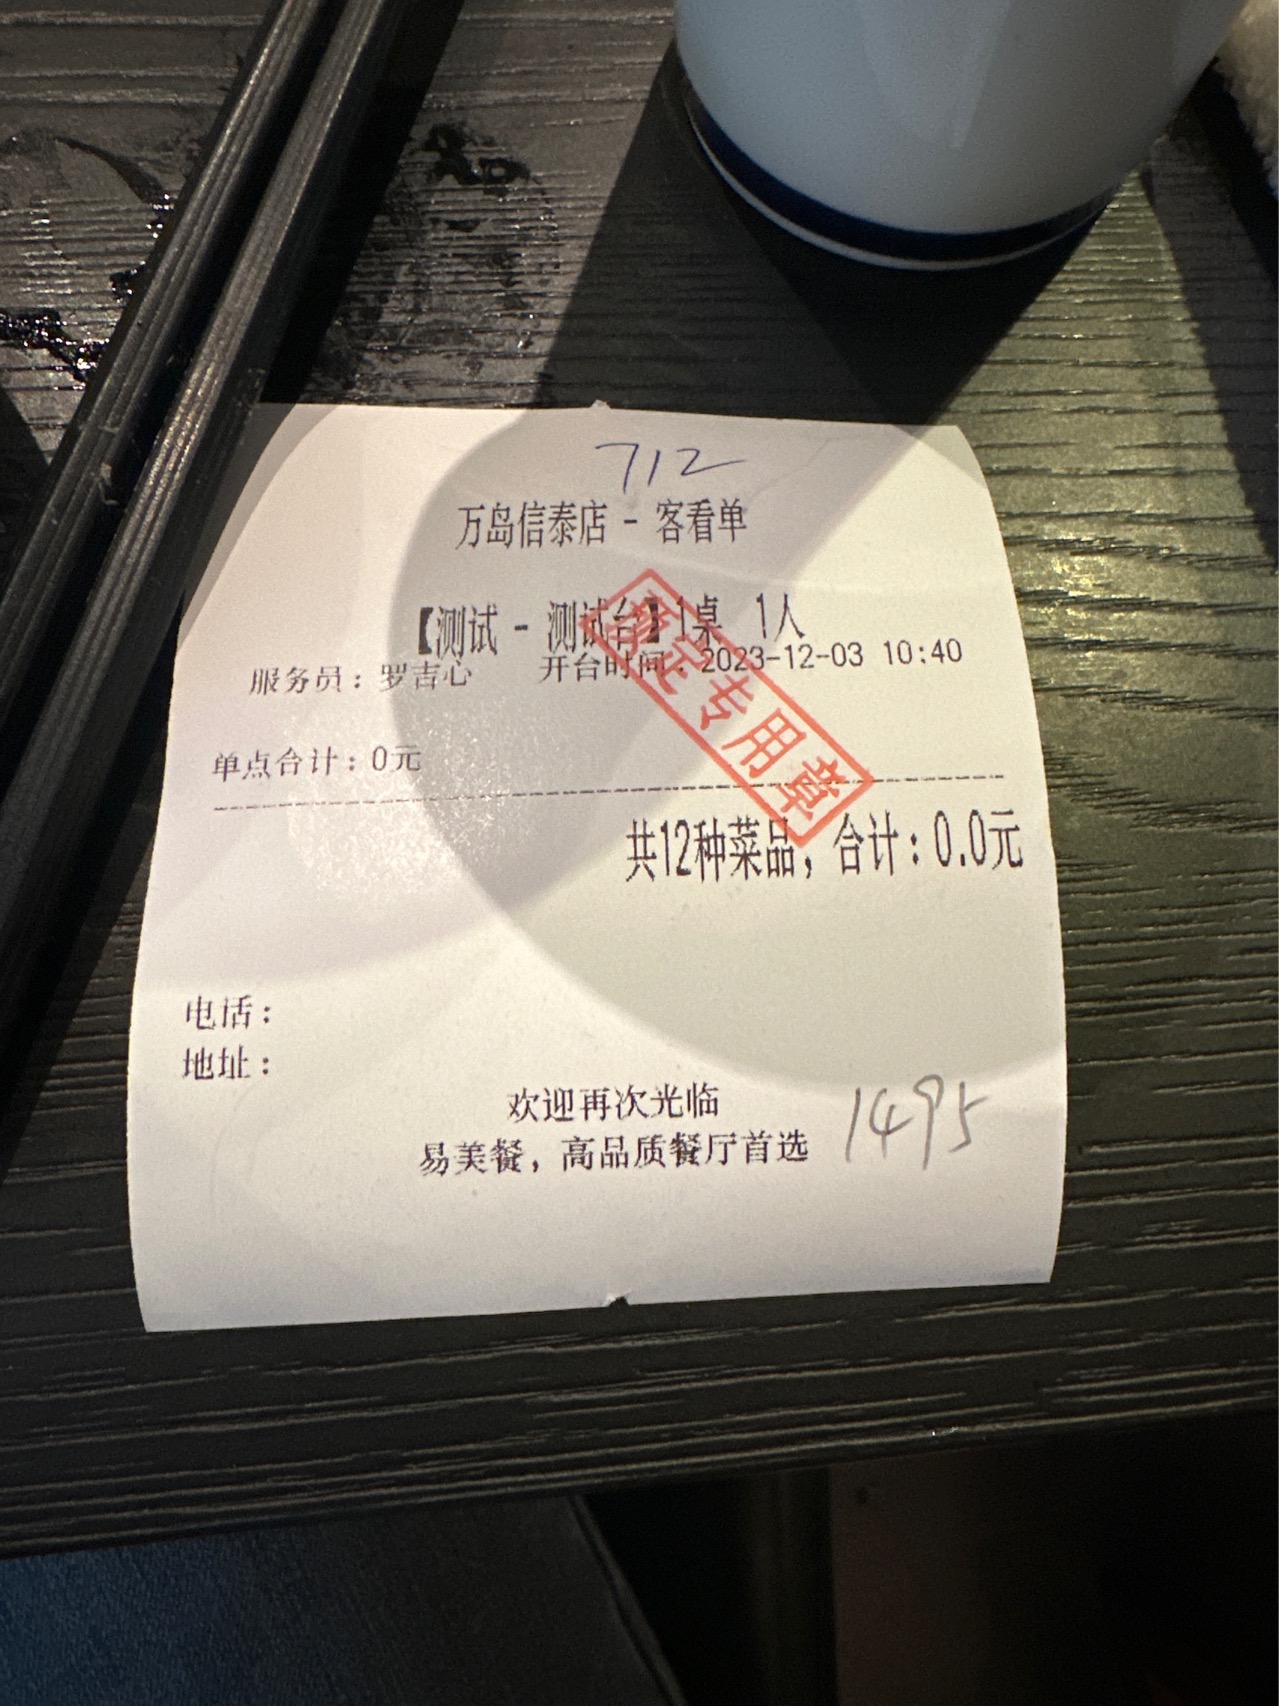 712
万岛信泰店 - 客看单
【测试 - 测试台】1桌 1人
服务员：罗吉心 开台时间：2023-12-03 10:40
专用章
单点合计：0元
共12种菜品，合计：0.0元
电话：
地址：
欢迎再次光临
易美餐，高品质餐厅首选
1495